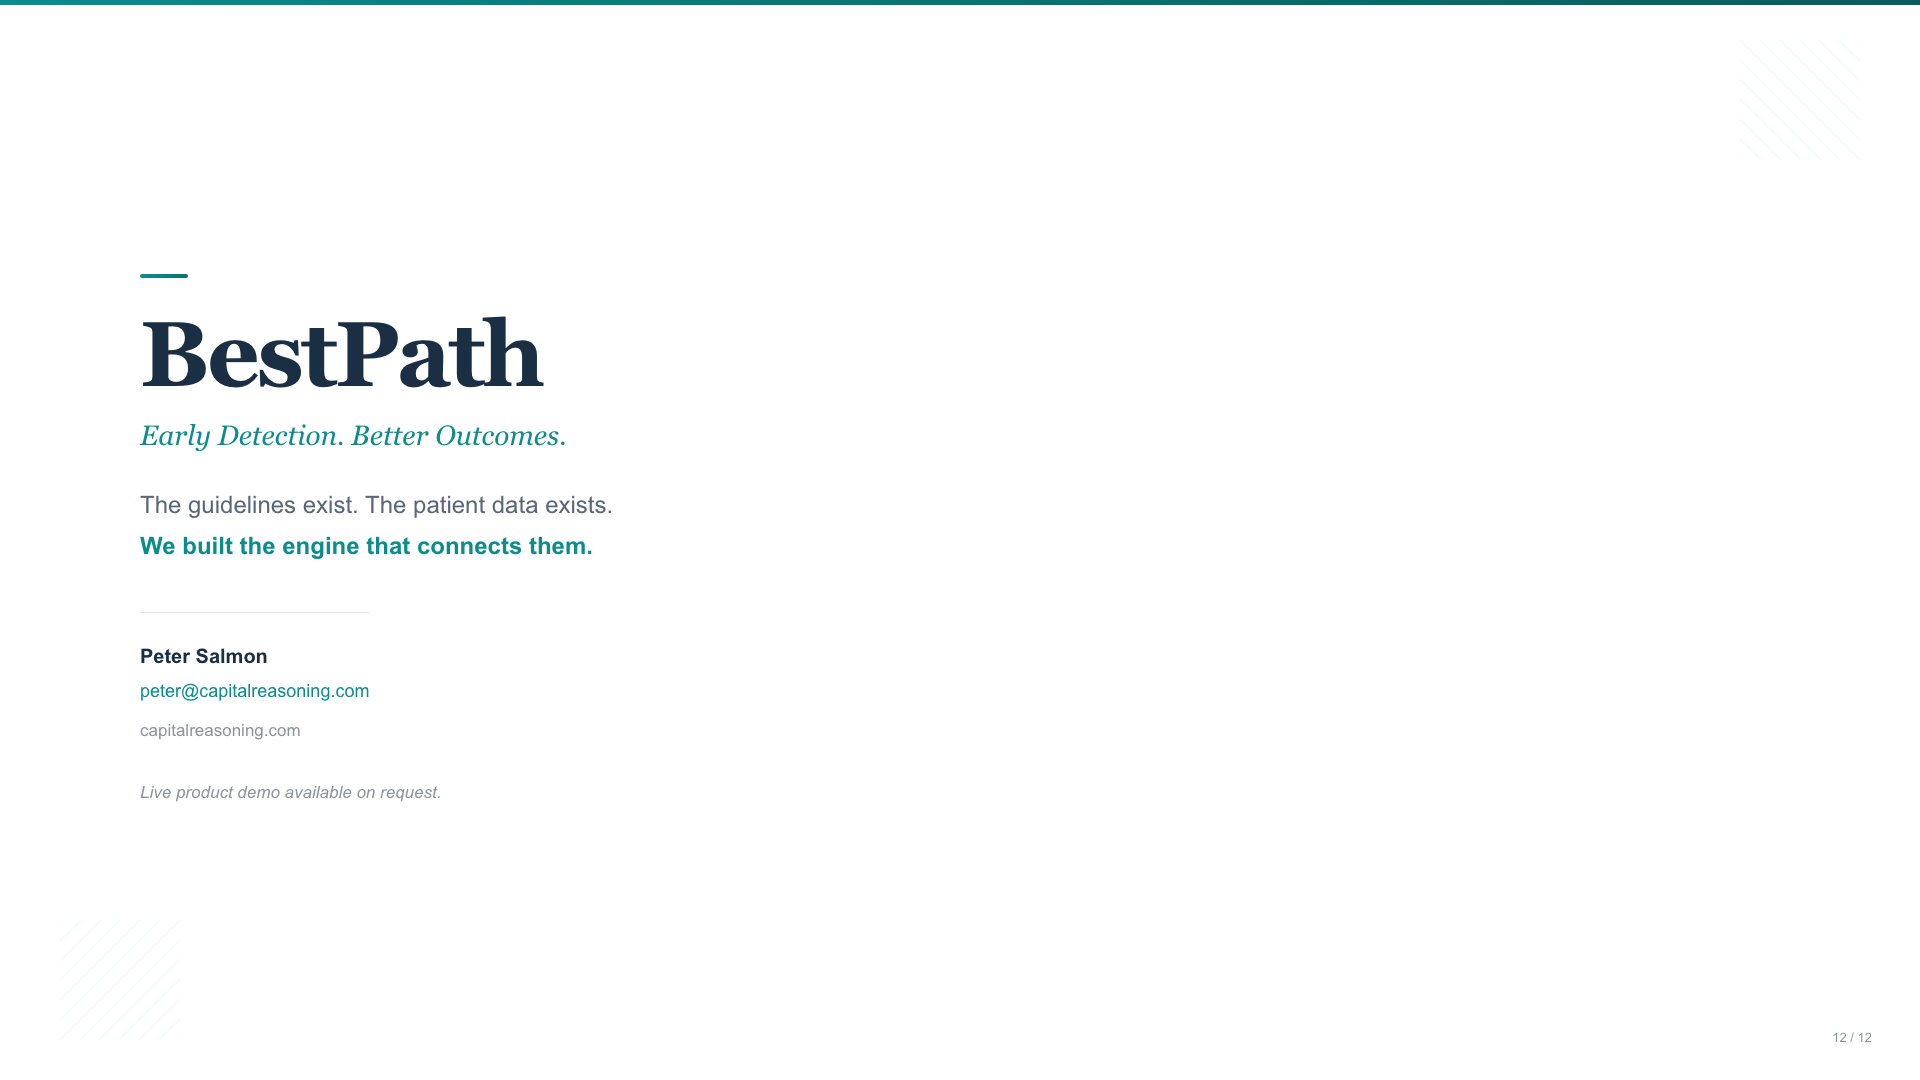 BestPath
Early Detection. Better Outcomes.
The guidelines exist. The patient data exists.
We built the engine that connects them.
Peter Salmon
peter@capitalreasoning.com
capitalreasoning.com
Live product demo available on request.
12 / 12